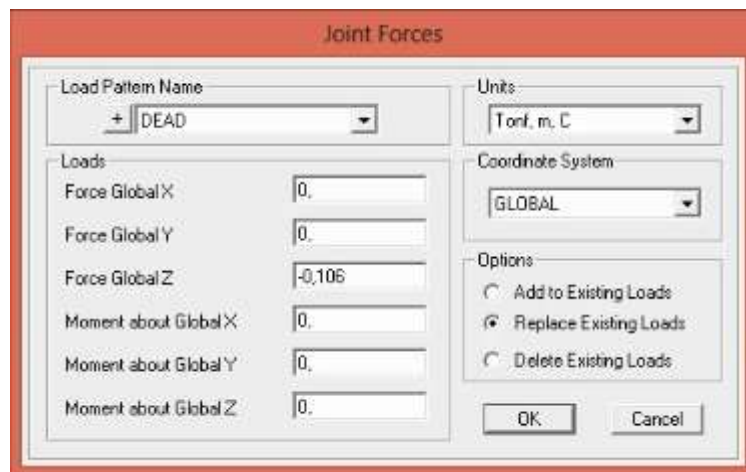 Joint Forces
Load Pattern Name
+ DEAD
Units
Tonf, m, C
Loads
Force Global X 0,
Force Global Y 0,
Force Global Z -0,106
Moment about Global X 0,
Moment about Global Y 0,
Moment about Global Z 0,
Coordinate System
GLOBAL
Options
Add to Existing Loads
Replace Existing Loads
Delete Existing Loads
OK Cancel